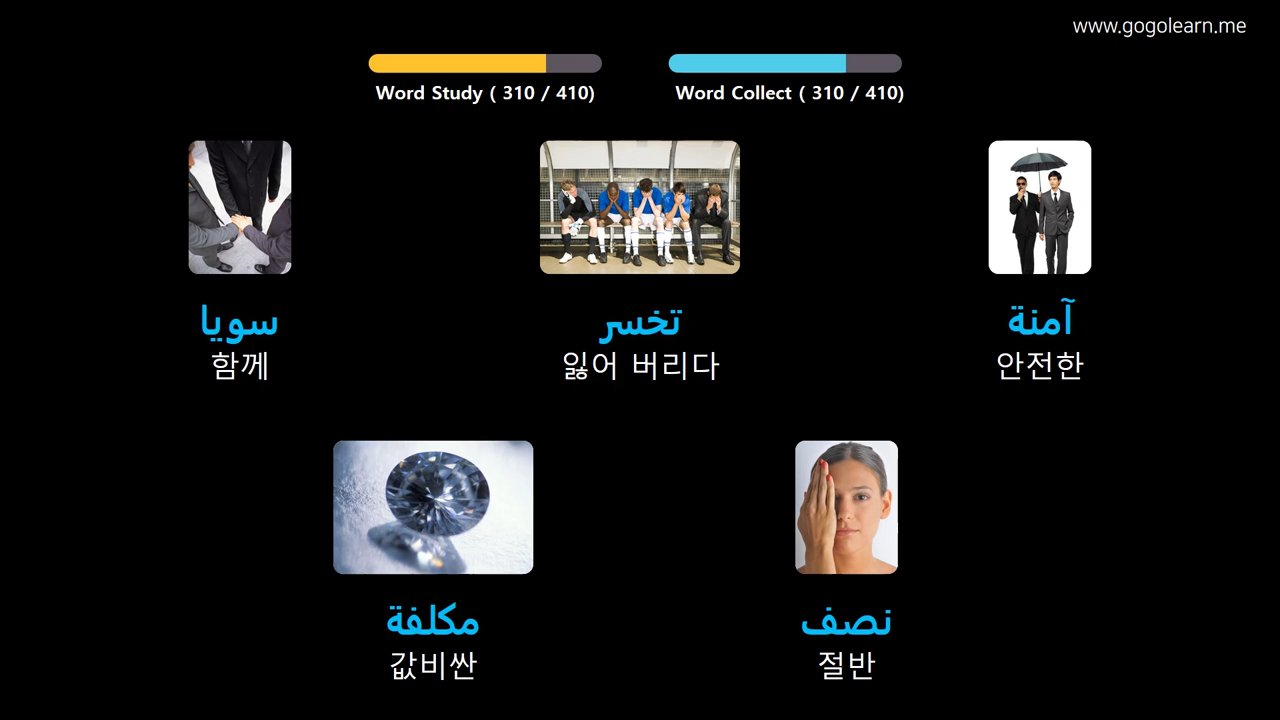 www.gogolearn.me
Word Study ( 310 / 410)
Word Collect ( 310 / 410)
سويا
함께
تخسر
잃어 버리다
آمنة
안전한
مكلفة
값비싼
نصف
절반